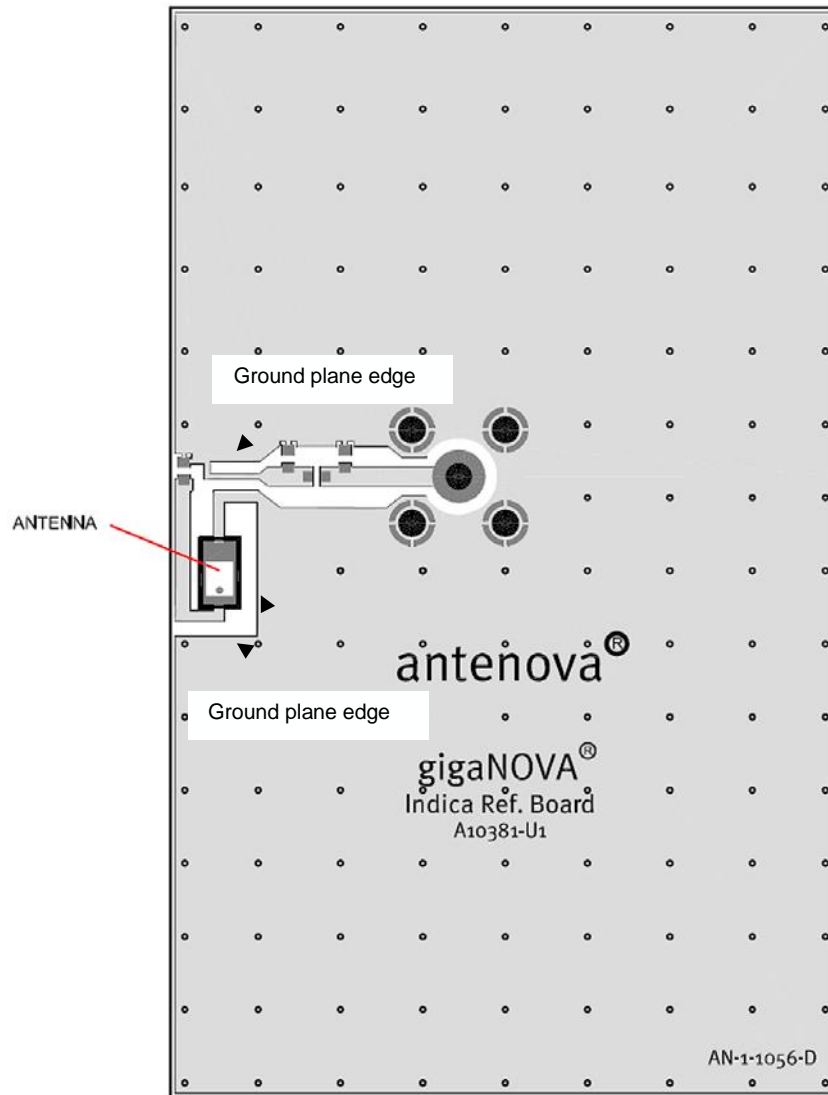 Ground plane edge
ANTENNA
antenova®
Ground plane edge
gigaNOVA®
Indica Ref. Board
A10381-U1
AN-1-1056-D